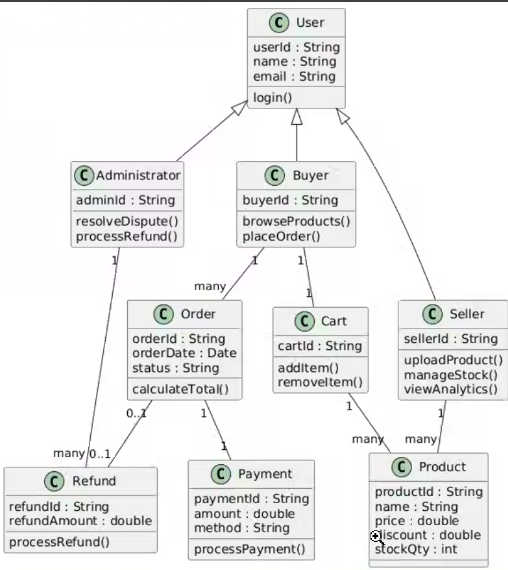 C User
userId : String
name : String
email : String
login()
C Administrator
adminId : String
resolveDispute()
processRefund()
C Buyer
buyerId : String
browseProducts()
placeOrder()
1
1
1
many
1
C Order
orderId : String
orderDate : Date
status : String
calculateTotal()
C Cart
cartId : String
addItem()
removeItem()
C Seller
sellerId : String
uploadProduct()
manageStock()
viewAnalytics()
0..1
1
1
1
many
0..1
1
many
many
C Refund
refundId : String
refundAmount : double
processRefund()
C Payment
paymentId : String
amount : double
method : String
processPayment()
C Product
productId : String
name : String
price : double
discount : double
stockQty : int